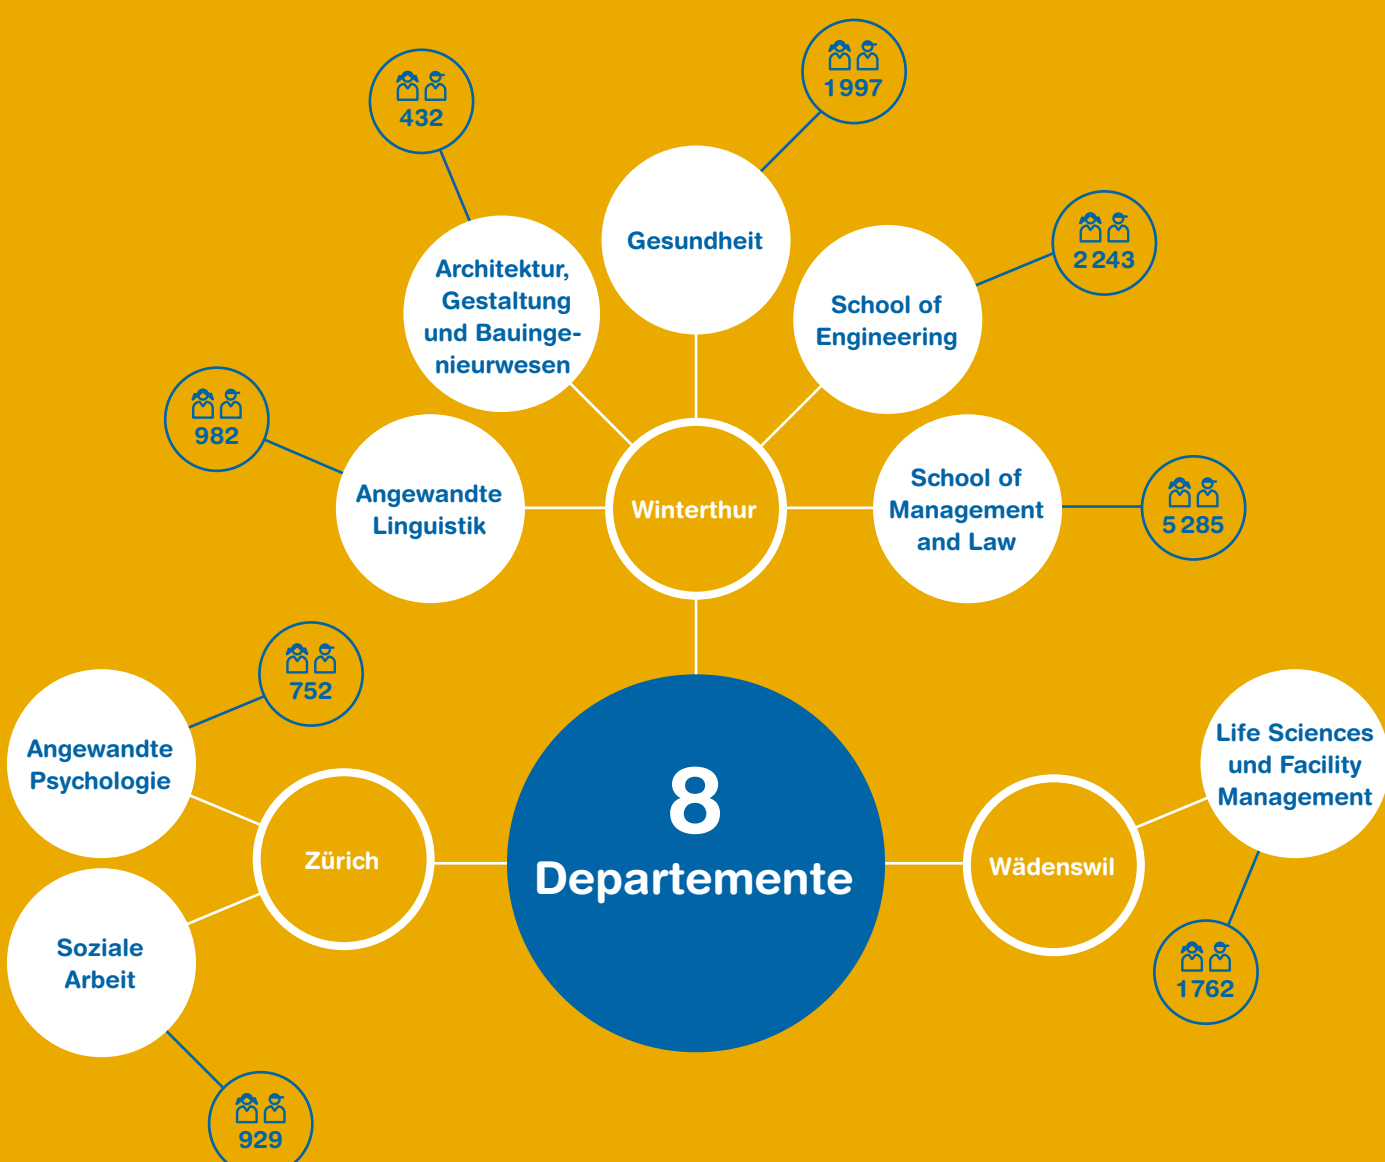 1997
432
Gesundheit
2 243
Architektur,
Gestaltung
und Bauinge-
nieurwesen
School of
Engineering
982
Angewandte
Linguistik
Winterthur
School of
Management
and Law
5 285
752
Angewandte
Psychologie
Zürich
Soziale
Arbeit
929
8
Departemente
Wädenswil
Life Sciences
und Facility
Management
1762